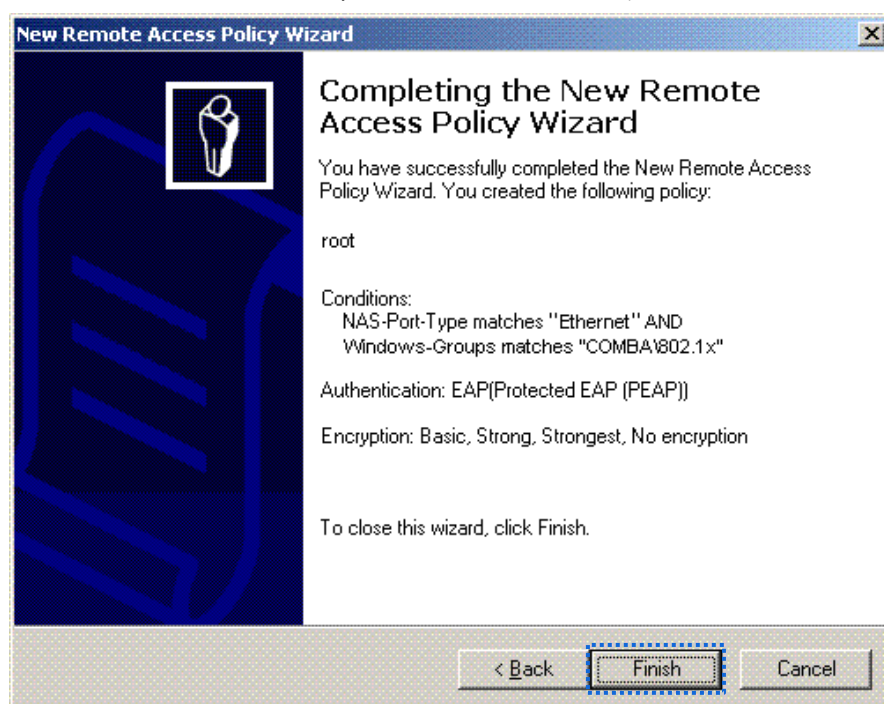 New Remote Access Policy Wizard
Completing the New Remote
Access Policy Wizard
You have successfully completed the New Remote Access
Policy Wizard. You created the following policy:
root
Conditions:
NAS-Port-Type matches "Ethernet" AND
Windows-Groups matches "COMBA\802.1x"
Authentication: EAP(Protected EAP (PEAP))
Encryption: Basic, Strong, Strongest, No encryption
To close this wizard, click Finish.
< Back Finish Cancel